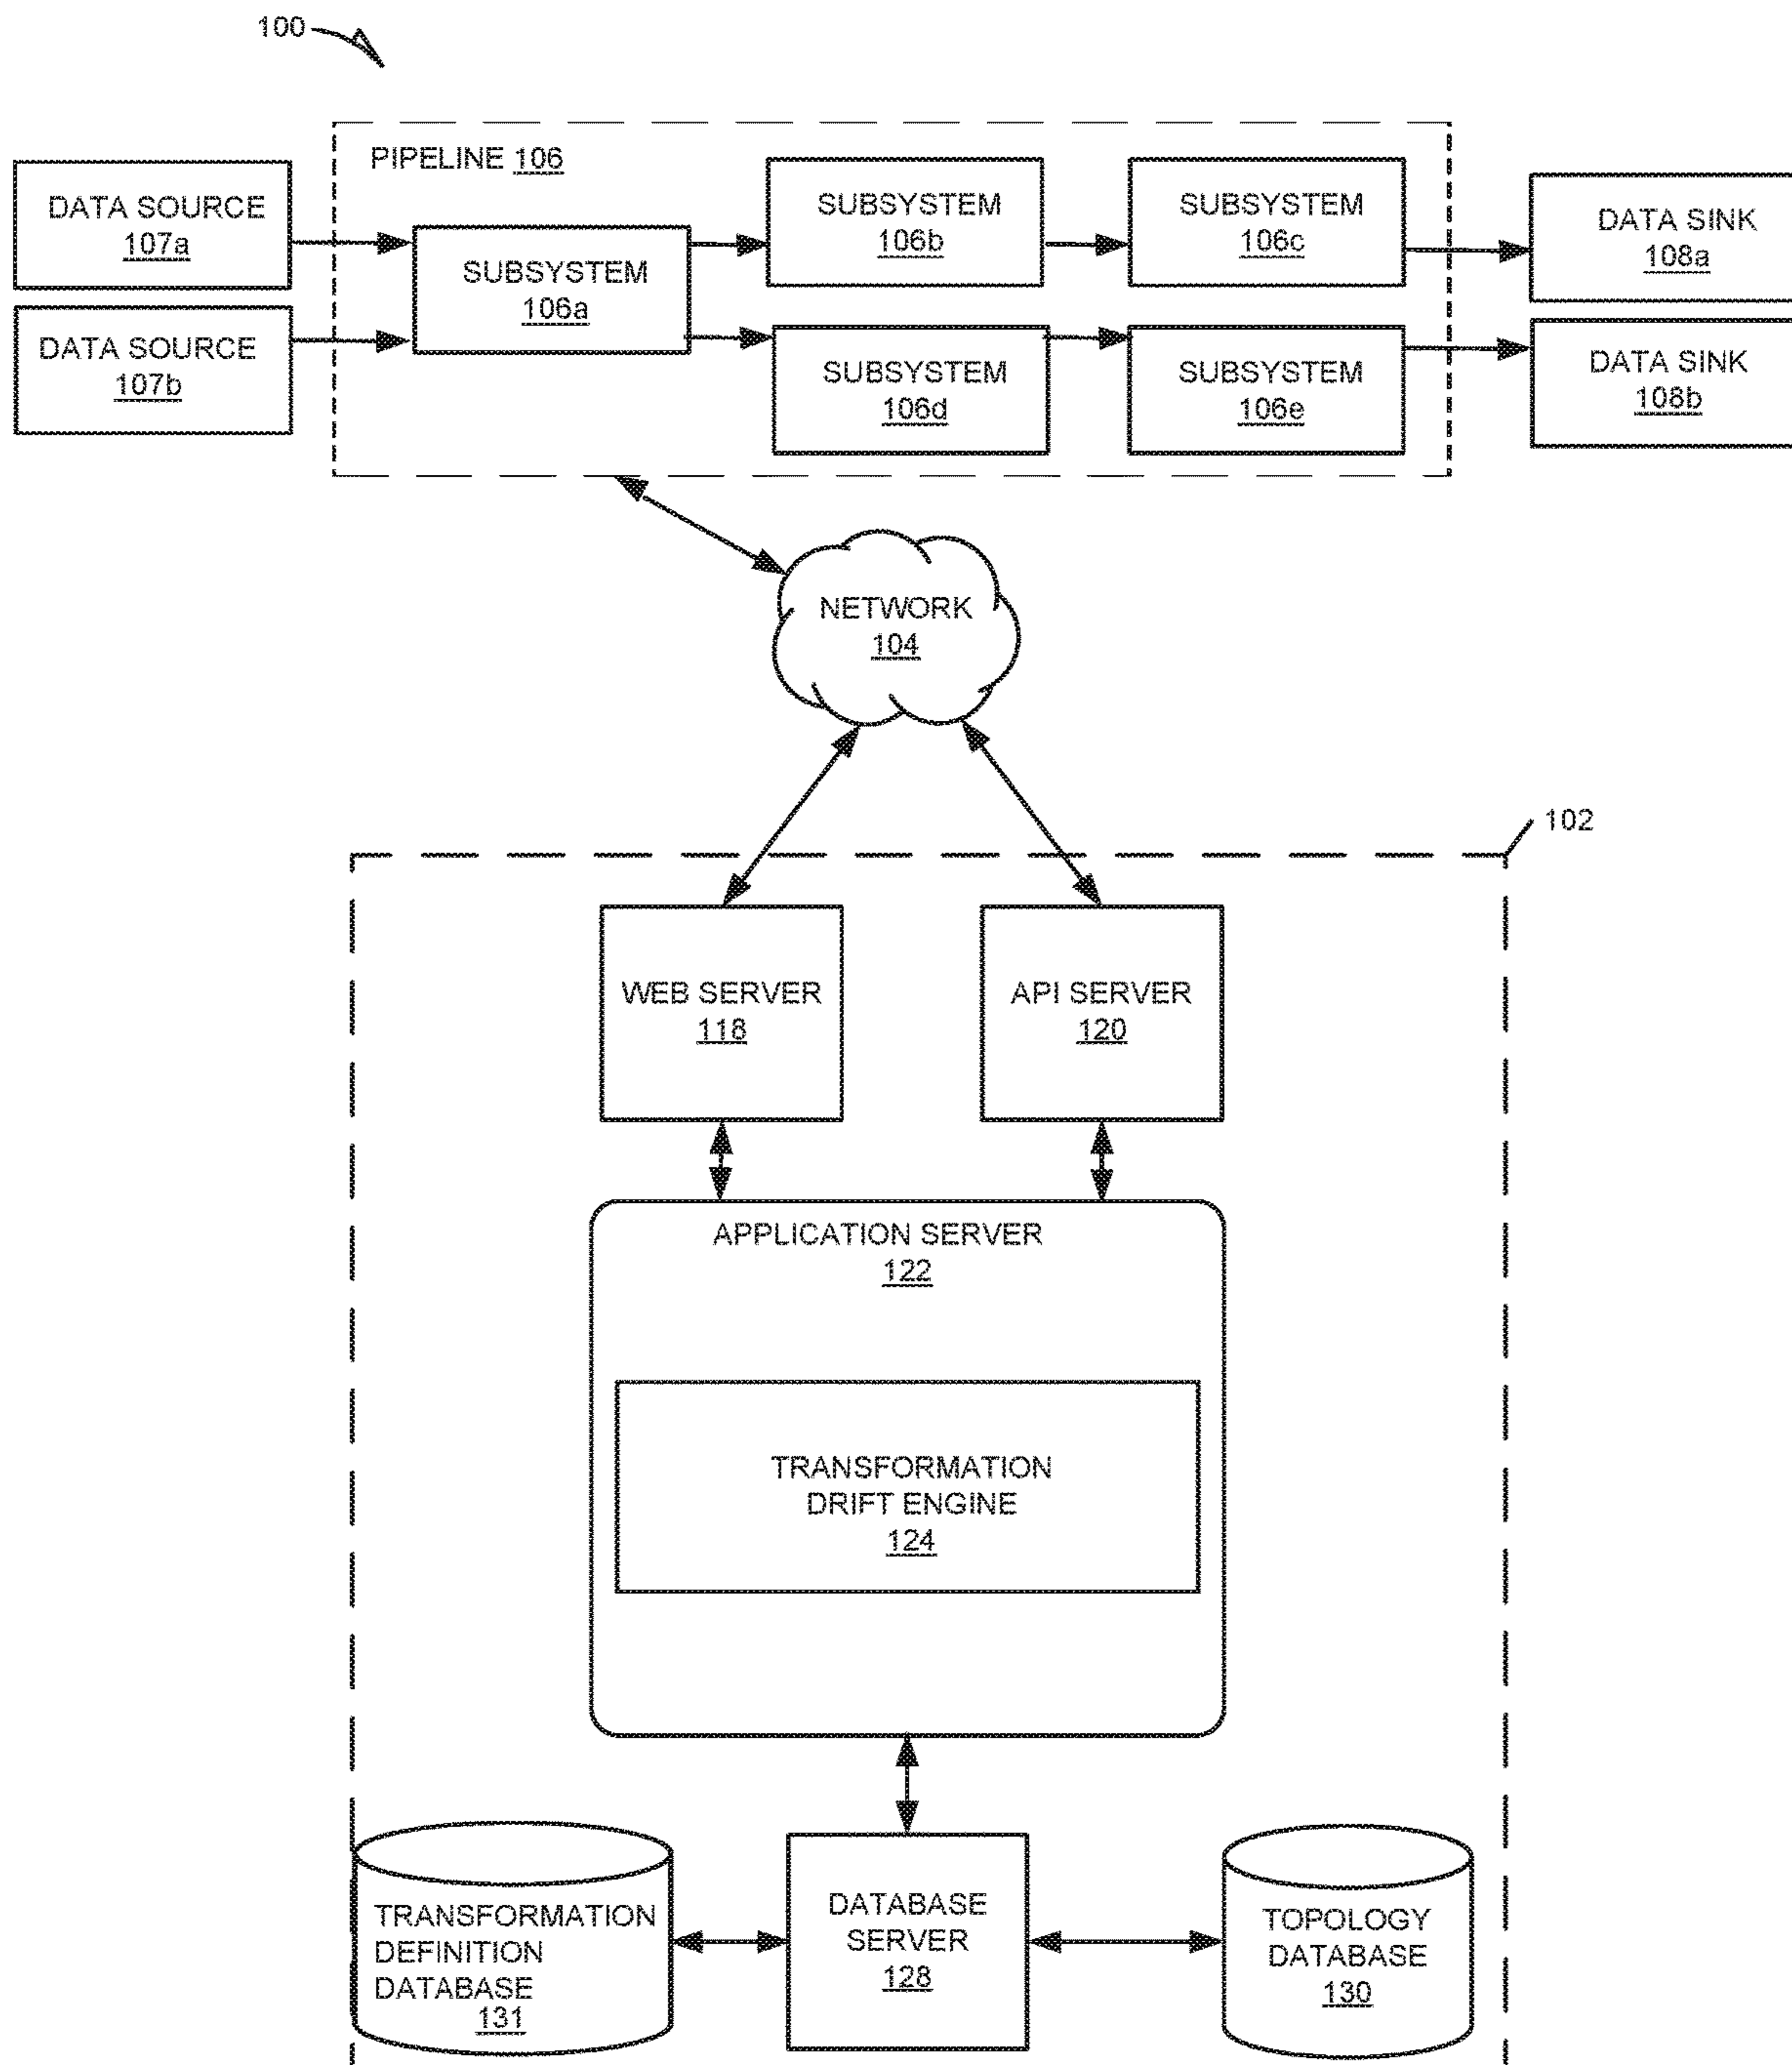 100
PIPELINE 106
DATA SOURCE
107a
DATA SOURCE
107b
SUBSYSTEM
106a
SUBSYSTEM
106b
SUBSYSTEM
106c
SUBSYSTEM
106d
SUBSYSTEM
106e
DATA SINK
108a
DATA SINK
108b
NETWORK
104
102
WEB SERVER
118
API SERVER
120
APPLICATION SERVER
122
TRANSFORMATION
DRIFT ENGINE
124
TRANSFORMATION
DEFINITION
DATABASE
131
DATABASE
SERVER
128
TOPOLOGY
DATABASE
130